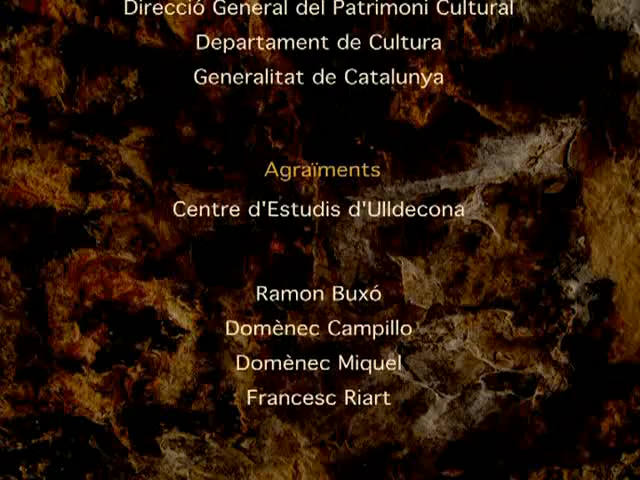 Direcció General del Patrimoni Cultural
Departament de Cultura
Generalitat de Catalunya
Agraïments
Centre d'Estudis d'Ulldecona
Ramon Buxó
Domènec Campillo
Domènec Miquel
Francesc Riart